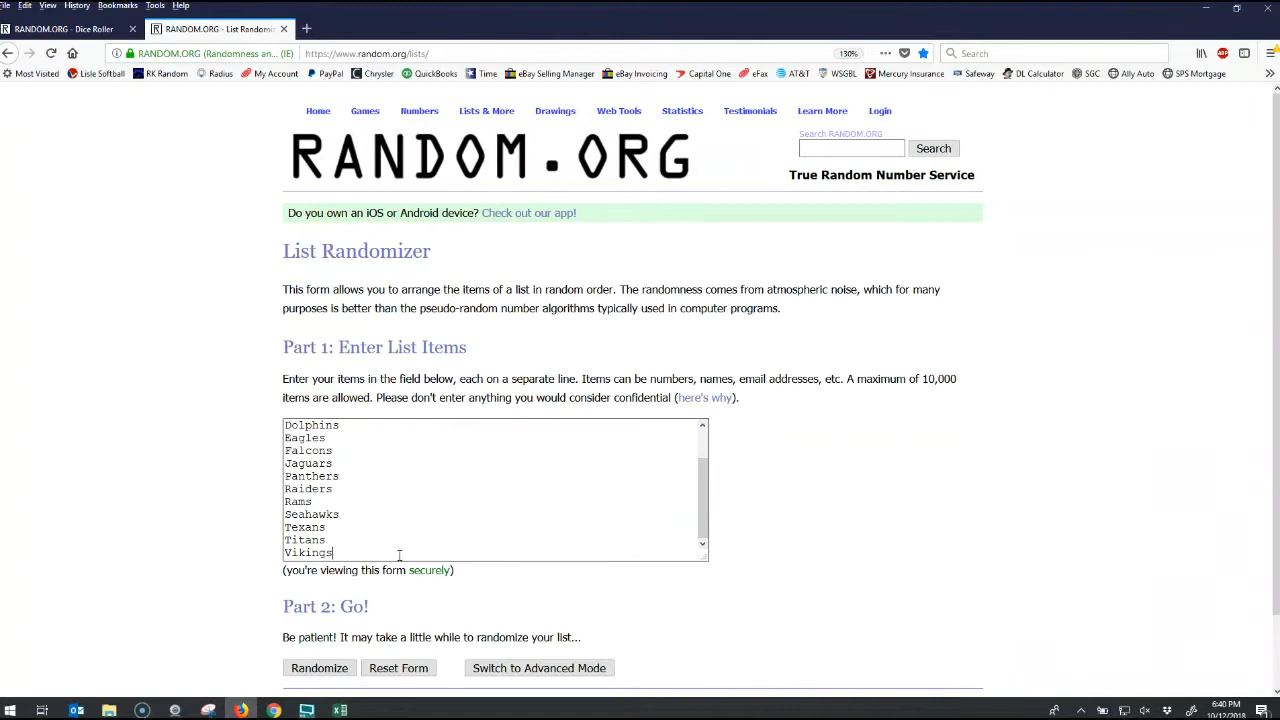 File Edit View History Bookmarks Tools Help
RANDOM.ORG - Dice Roller
RANDOM.ORG - List Randomi
RANDOM.ORG (Randomness an... (IE)
https://www.random.org/lists/
130%
Search
Most Visited
Lisle Softball
RK Random
Radius
My Account
PayPal
Chrysler
QuickBooks
Time
eBay Selling Manager
eBay Invoicing
Capital One
eFax
AT&T
WSGBL
Mercury Insurance
Safeway
DL Calculator
SGC
Ally Auto
SPS Mortgage
Home Games Numbers Lists & More Drawings Web Tools Statistics Testimonials Learn More Login
RANDOM.ORG
Search RANDOM.ORG
Search
True Random Number Service
Do you own an iOS or Android device? Check out our app!
List Randomizer
This form allows you to arrange the items of a list in random order. The randomness comes from atmospheric noise, which for many
purposes is better than the pseudo-random number algorithms typically used in computer programs.
Part 1: Enter List Items
Enter your items in the field below, each on a separate line. Items can be numbers, names, email addresses, etc. A maximum of 10,000
items are allowed. Please don't enter anything you would consider confidential (here's why).
Dolphins
Eagles
Falcons
Jaguars
Panthers
Raiders
Rams
Seahawks
Texans
Titans
Vikings
(you're viewing this form securely)
Part 2: Go!
Be patient! It may take a little while to randomize your list...
Randomize
Reset Form
Switch to Advanced Mode
6:40 PM
10/12/2018